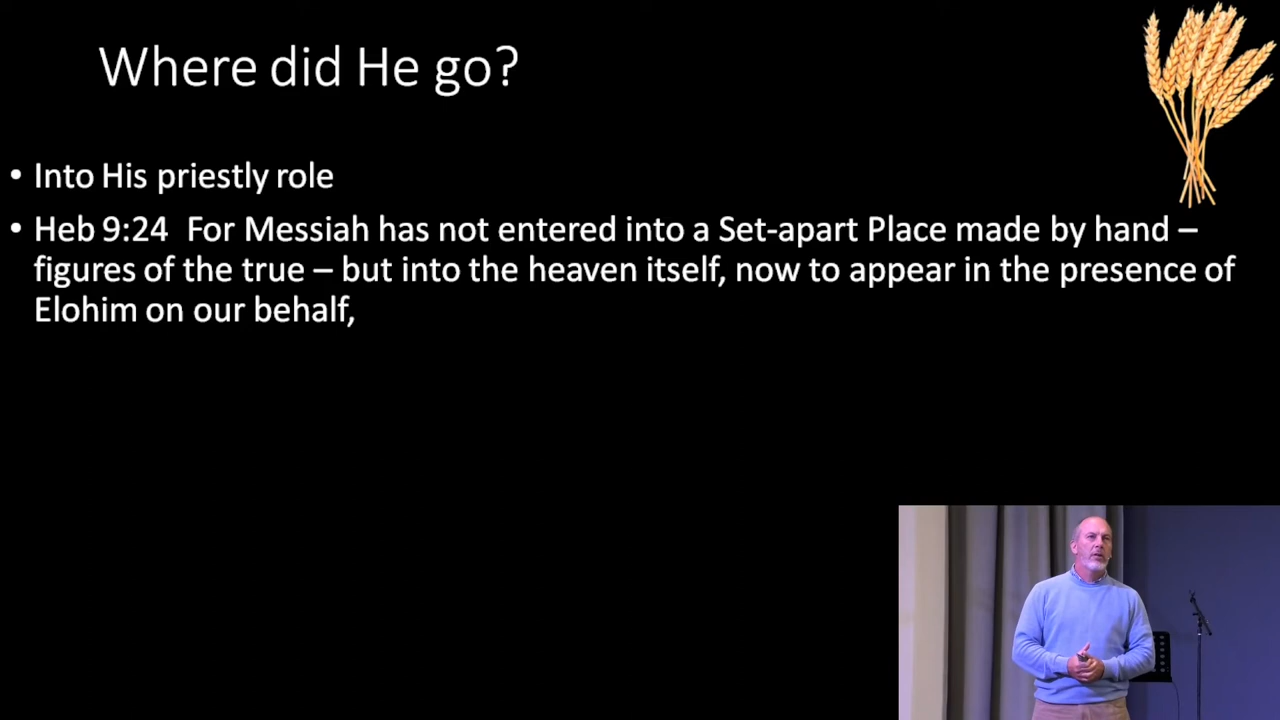 Where did He go?
• Into His priestly role
• Heb 9:24  For Messiah has not entered into a Set-apart Place made by hand –
figures of the true – but into the heaven itself, now to appear in the presence of
Elohim on our behalf,